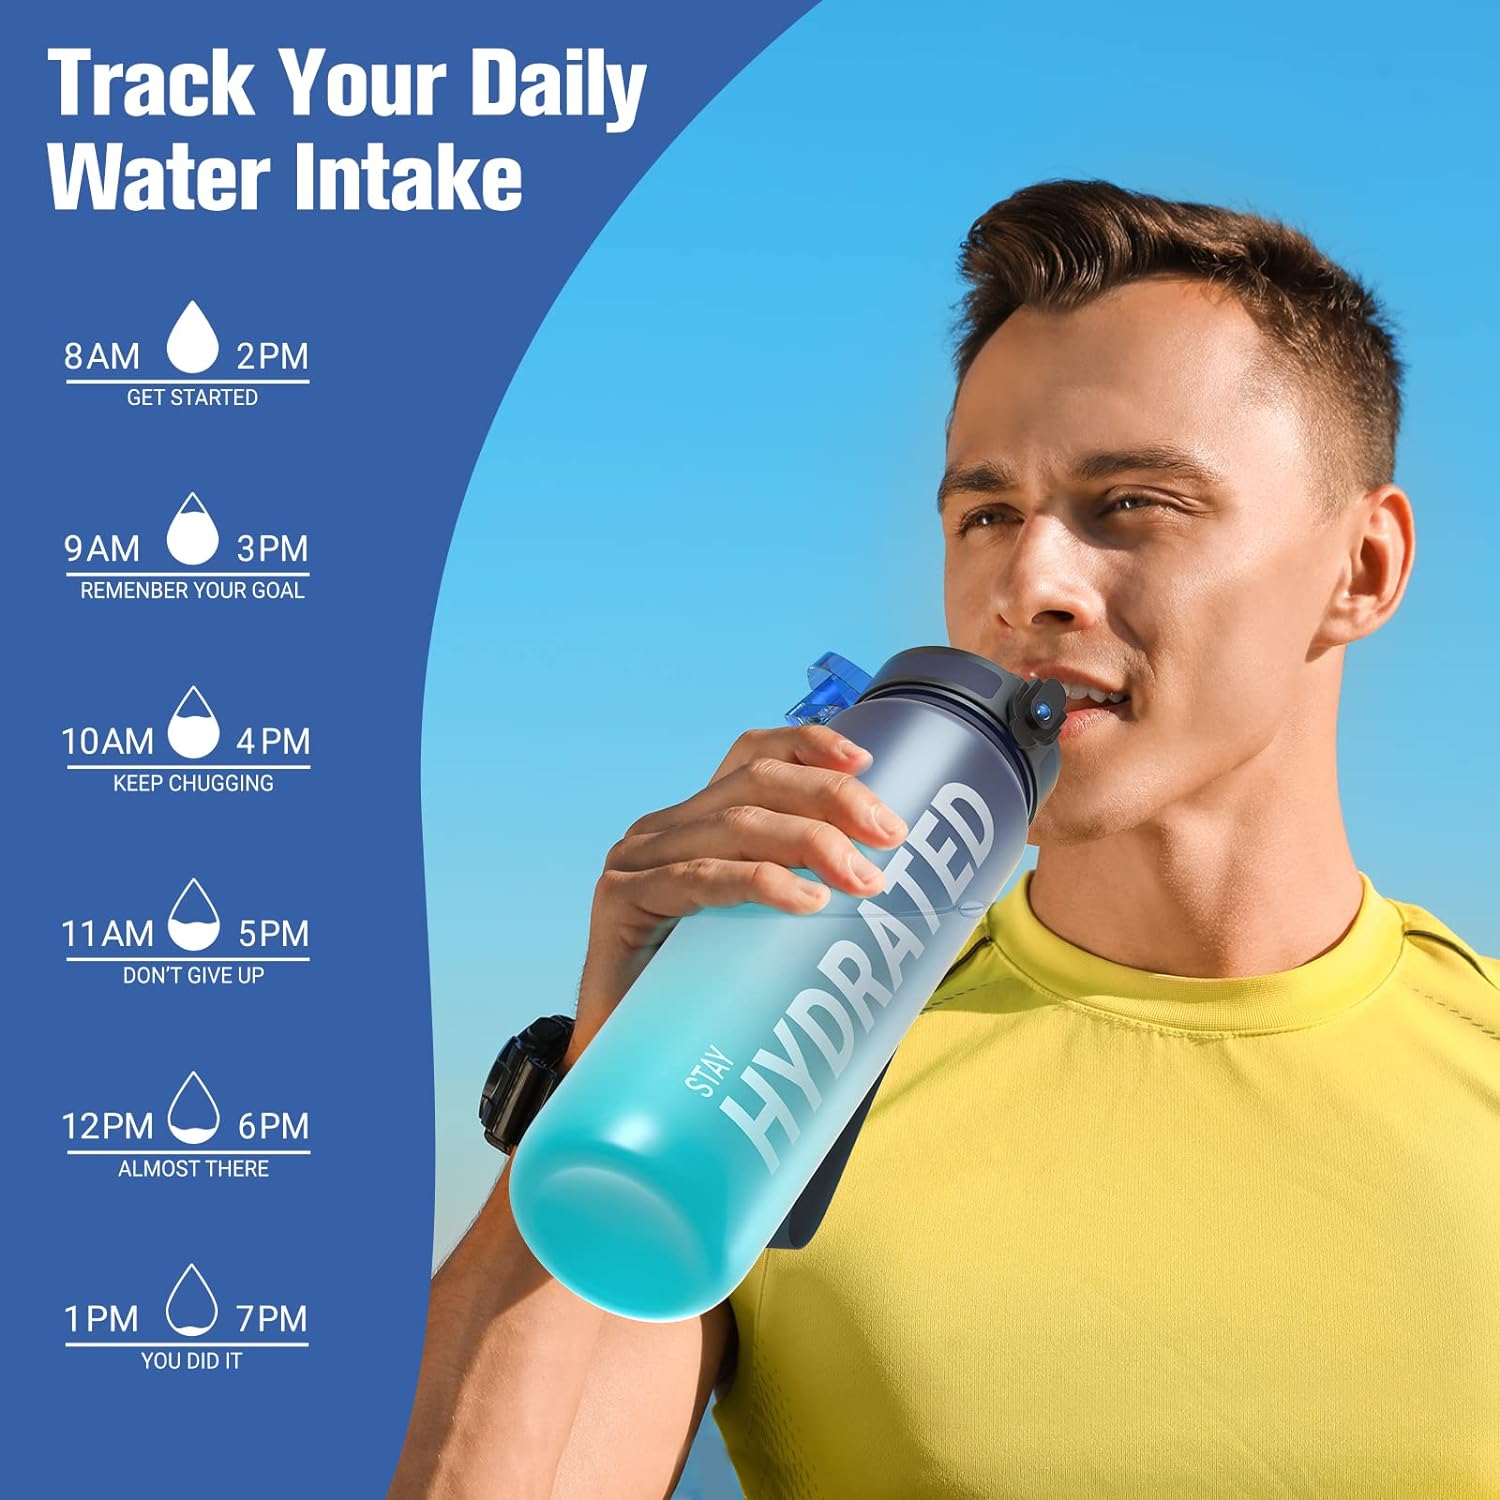 Track Your Daily
Water Intake
8AM 2PM
GET STARTED
9AM 3PM
REMENBER YOUR GOAL
10AM 4PM
KEEP CHUGGING
11AM 5PM
DON'T GIVE UP
12PM 6PM
ALMOST THERE
1PM 7PM
YOU DID IT
STAY
HYDRATED